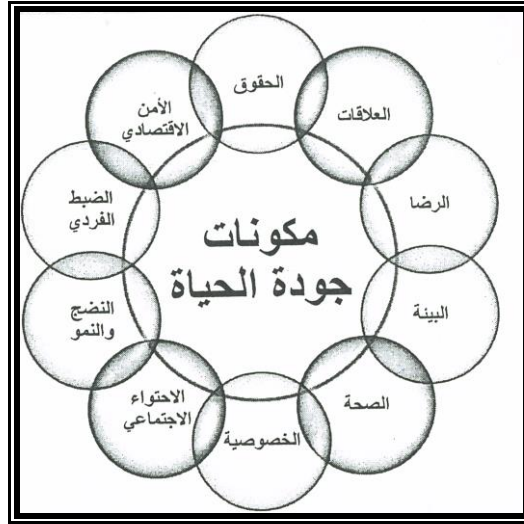 مكونات
جودة الحياة
الحقوق
العلاقات
الرضا
البيئة
الصحة
الخصوصية
الاحتواء
الاجتماعي
النضج
والنمو
الضبط
الفردي
الأمن
الاقتصادي